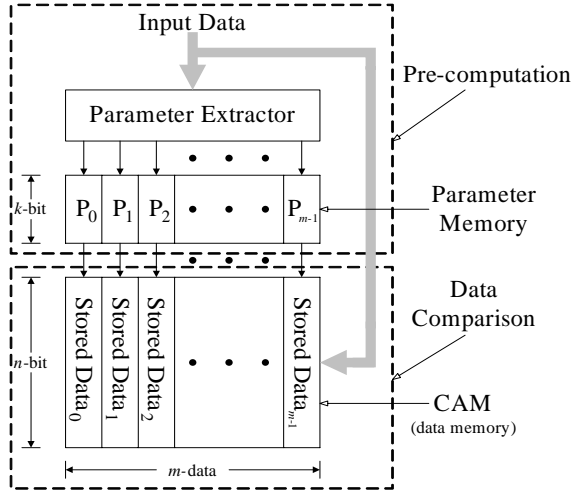 Input Data
Pre-computation
Parameter Extractor
k-bit
P0 P1 P2 Pm-1
Parameter
Memory
n-bit
Stored Data0
Stored Data1
Stored Data2
Stored Datam-1
Data
Comparison
CAM
(data memory)
m-data